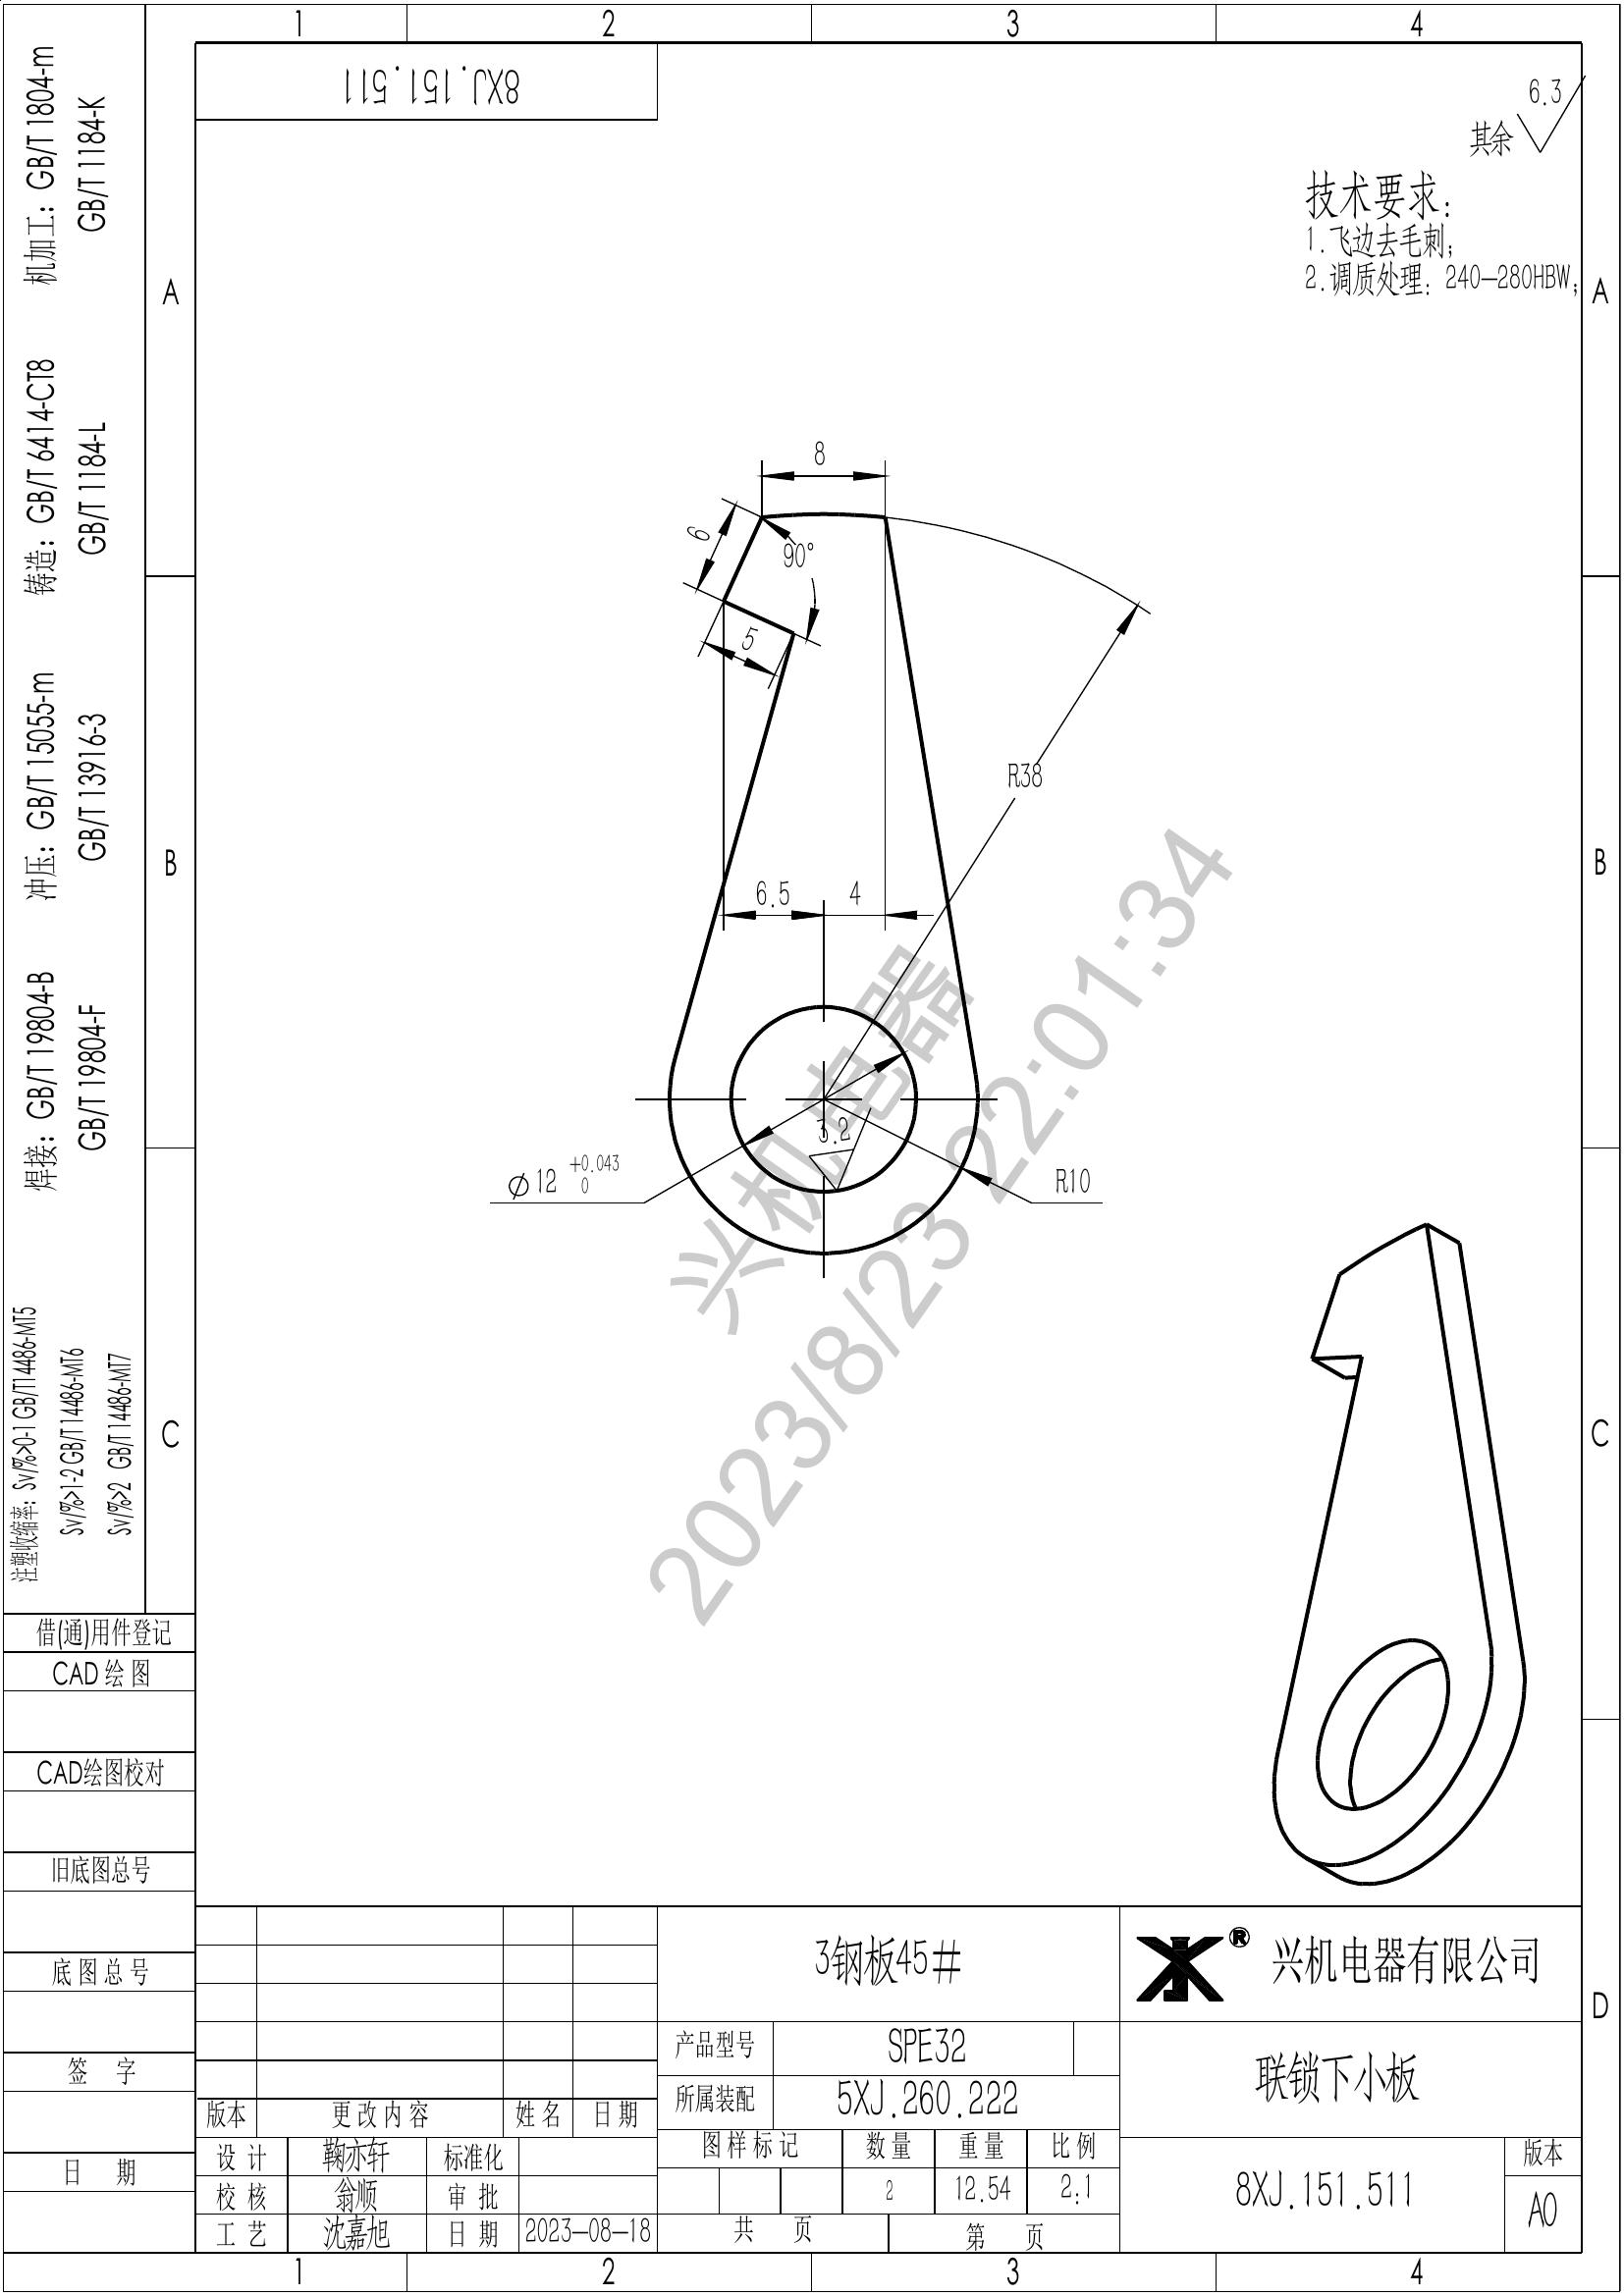 1 2 3 4
8XJ.151.511
6.3
其余
技术要求:
1.飞边去毛刺;
2.调质处理: 240-280HBW;
机加工: GB/T 1804-m
GB/T 1184-K
铸造: GB/T 6414-CT8
GB/T 1184-L
冲压: GB/T 15055-m
GB/T 13916-3
焊接: GB/T 19804-B
GB/T 19804-F
注塑收缩率: Sv/%>0-1 GB/T14486-MT5
Sv/%>1-2 GB/T14486-MT6
Sv/%>2 GB/T14486-MT7
A A
B B
C C
D
8
6
90°
5
R38
6.5 4
3.2
⌀12 +0.043
0
R10
兴机电器
2023/8/23 22:01:34
借(通)用件登记
CAD 绘 图
CAD绘图校对
旧底图总号
底 图 总 号
签 字
日 期
版本 更 改 内 容 姓 名 日 期
设 计 鞠亦轩 标准化
校 核 翁顺 审 批
工 艺 沈嘉旭 日 期 2023-08-18
3钢板45#
产品型号 SPE32
所属装配 5XJ.260.222
图 样 标 记 数 量 重 量 比 例
2 12.54 2:1
共 页 第 页
® 兴机电器有限公司
联锁下小板
8XJ.151.511
版本
A0
1 2 3 4